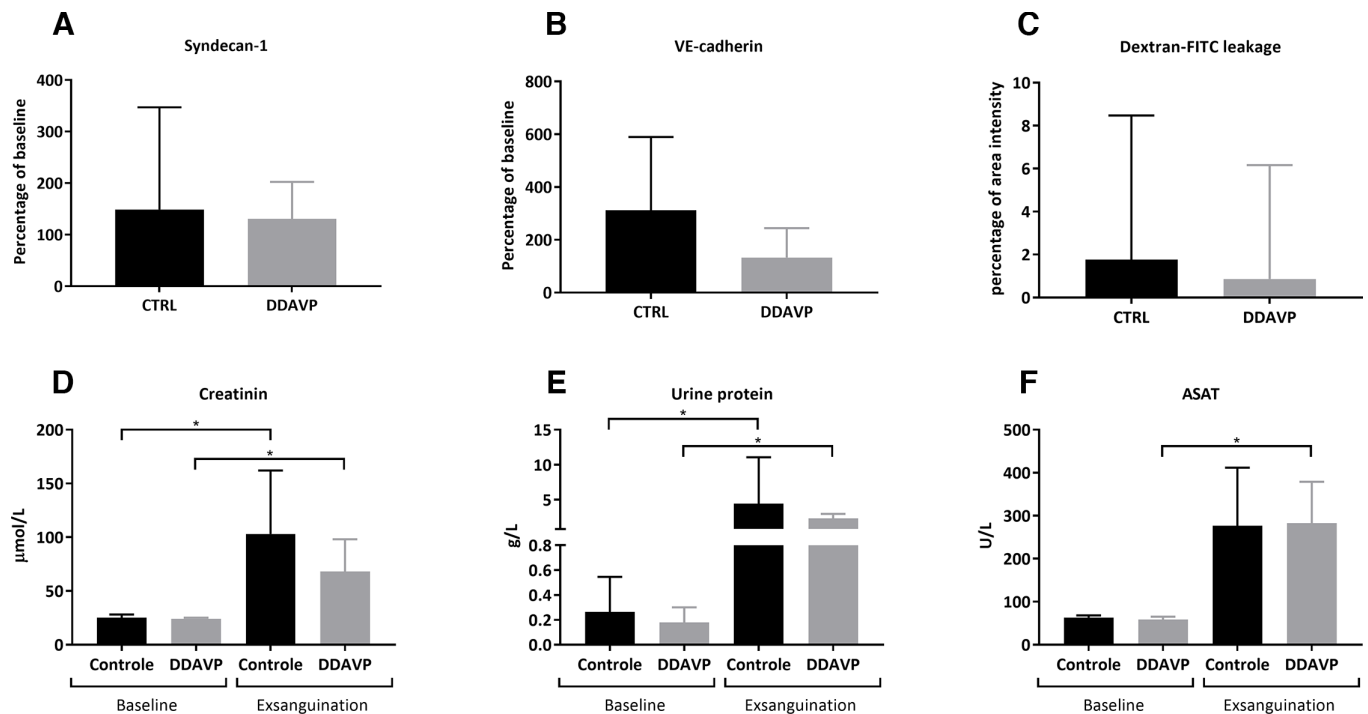 A
Syndecan-1
Percentage of baseline
400
300
200
100
0
CTRL DDAVP
B
VE-cadherin
Percentage of baseline
800
600
400
200
0
CTRL DDAVP
C
Dextran-FITC leakage
percentage of area intensity
10
8
6
4
2
0
CTRL DDAVP
D
Creatinin
µmol/L
200
150
100
50
0
*
*
Controle DDAVP Controle DDAVP
Baseline Exsanguination
E
Urine protein
g/L
15
10
5
0.8
0.6
0.4
0.2
0.0
*
*
Controle DDAVP Controle DDAVP
Baseline Exsanguination
F
ASAT
U/L
500
400
300
200
100
0
*
Controle DDAVP Controle DDAVP
Baseline Exsanguination